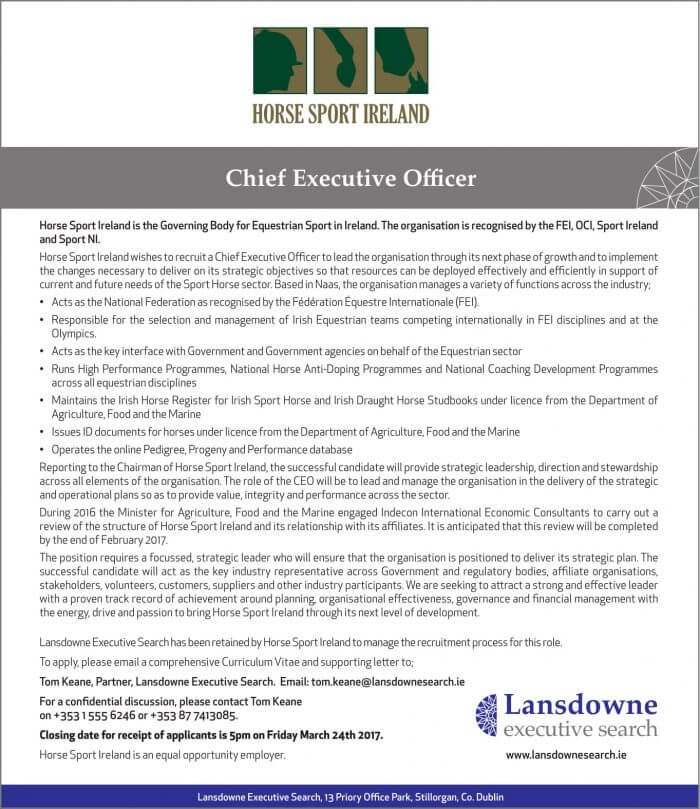 HORSE SPORT IRELAND
Chief Executive Officer
Horse Sport Ireland is the Governing Body for Equestrian Sport in Ireland. The organisation is recognised by the FEI, OCI, Sport Ireland
and Sport NI.
Horse Sport Ireland wishes to recruit a Chief Executive Officer to lead the organisation through its next phase of growth and to implement
the changes necessary to deliver on its strategic objectives so that resources can be deployed effectively and efficiently in support of
current and future needs of the Sport Horse sector. Based in Naas, the organisation manages a variety of functions across the industry;
• Acts as the National Federation as recognised by the Fédération Équestre Internationale (FEI).
• Responsible for the selection and management of Irish Equestrian teams competing internationally in FEI disciplines and at the
Olympics.
• Acts as the key interface with Government and Government agencies on behalf of the Equestrian sector
• Runs High Performance Programmes, National Horse Anti-Doping Programmes and National Coaching Development Programmes
across all equestrian disciplines
• Maintains the Irish Horse Register for Irish Sport Horse and Irish Draught Horse Studbooks under licence from the Department of
Agriculture, Food and the Marine
• Issues ID documents for horses under licence from the Department of Agriculture, Food and the Marine
• Operates the online Pedigree, Progeny and Performance database
Reporting to the Chairman of Horse Sport Ireland, the successful candidate will provide strategic leadership, direction and stewardship
across all elements of the organisation. The role of the CEO will be to lead and manage the organisation in the delivery of the strategic
and operational plans so as to provide value, integrity and performance across the sector.
During 2016 the Minister for Agriculture, Food and the Marine engaged Indecon International Economic Consultants to carry out a
review of the structure of Horse Sport Ireland and its relationship with its affiliates. It is anticipated that this review will be completed
by the end of February 2017.
The position requires a focussed, strategic leader who will ensure that the organisation is positioned to deliver its strategic plan. The
successful candidate will act as the key industry representative across Government and regulatory bodies, affiliate organisations,
stakeholders, volunteers, customers, suppliers and other industry participants. We are seeking to attract a strong and effective leader
with a proven track record of achievement around planning, organisational effectiveness, governance and financial management with
the energy, drive and passion to bring Horse Sport Ireland through its next level of development.
Lansdowne Executive Search has been retained by Horse Sport Ireland to manage the recruitment process for this role.
To apply, please email a comprehensive Curriculum Vitae and supporting letter to;
Tom Keane, Partner, Lansdowne Executive Search. Email: tom.keane@lansdownesearch.ie
For a confidential discussion, please contact Tom Keane
on +353 1 555 6246 or +353 87 7413085.
Closing date for receipt of applicants is 5pm on Friday March 24th 2017.
Horse Sport Ireland is an equal opportunity employer.
Lansdowne
executive search
www.lansdownesearch.ie
Lansdowne Executive Search, 13 Priory Office Park, Stillorgan, Co. Dublin